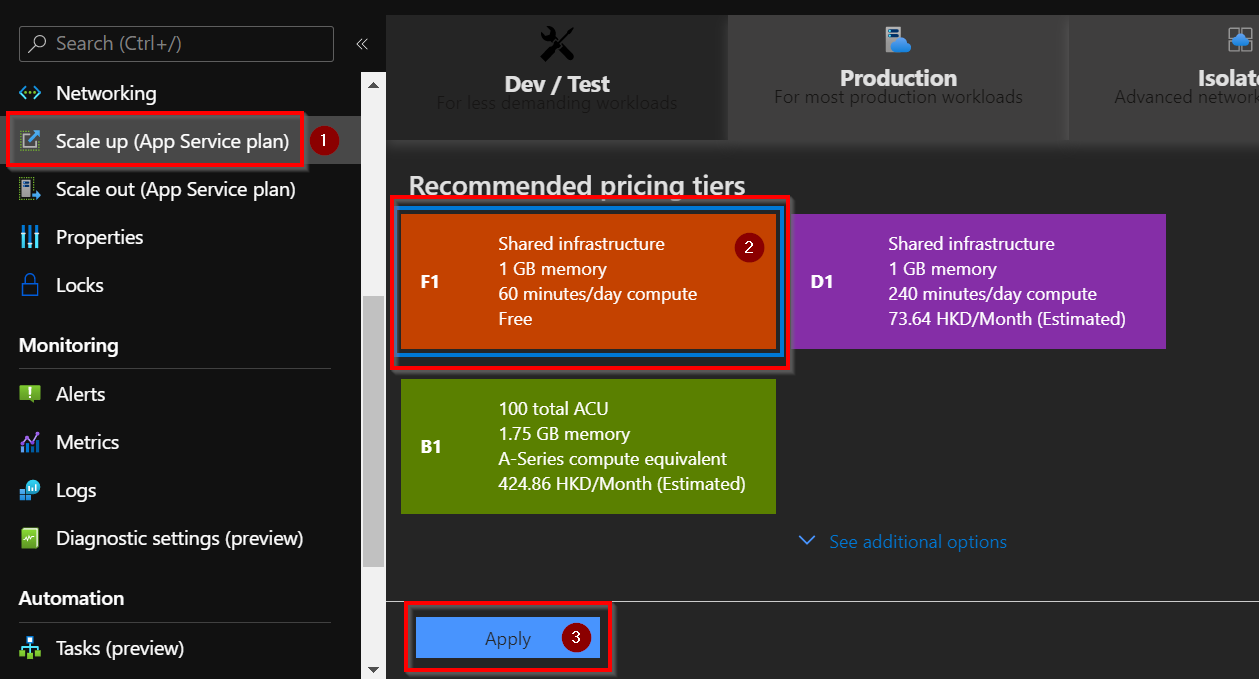 Search (Ctrl+/)
«
Networking
Scale up (App Service plan)
1
Scale out (App Service plan)
Properties
Locks
Monitoring
Alerts
Metrics
Logs
Diagnostic settings (preview)
Automation
Tasks (preview)
Dev / Test
For less demanding workloads
Production
For most production workloads
Isolate
Advanced network
Recommended pricing tiers
F1
Shared infrastructure
1 GB memory
60 minutes/day compute
Free
2
D1
Shared infrastructure
1 GB memory
240 minutes/day compute
73.64 HKD/Month (Estimated)
B1
100 total ACU
1.75 GB memory
A-Series compute equivalent
424.86 HKD/Month (Estimated)
See additional options
Apply
3